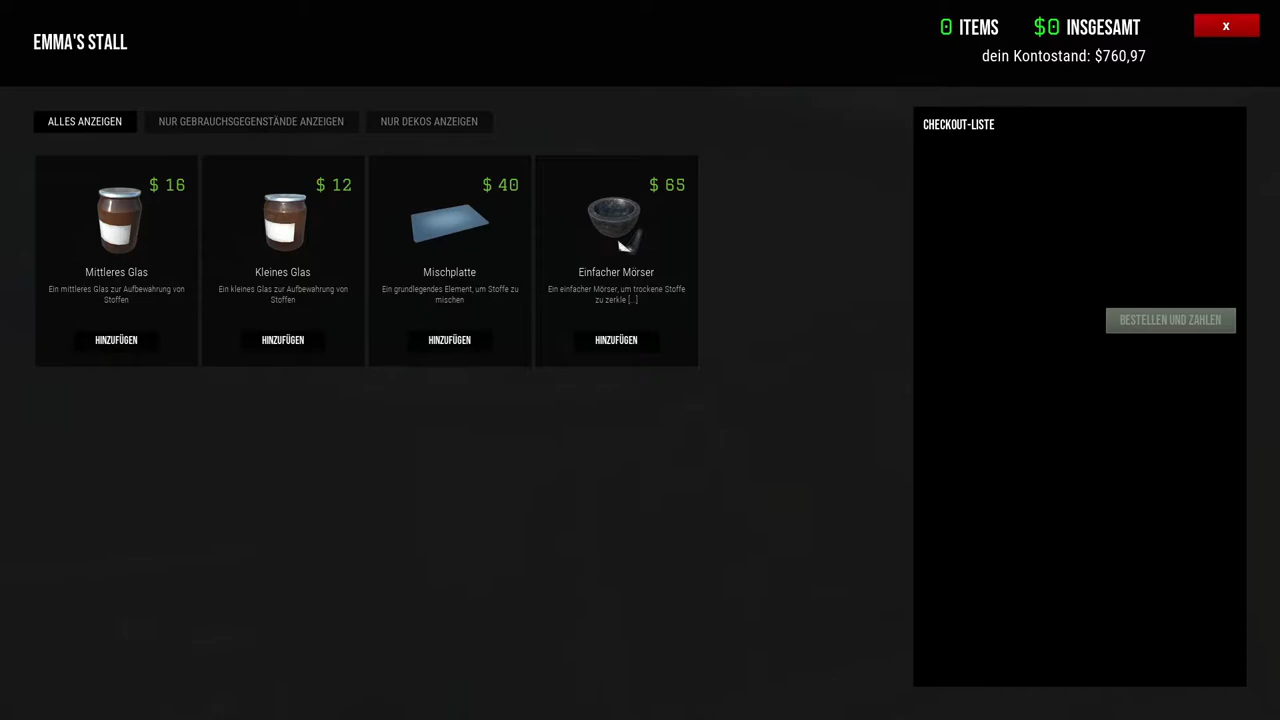 EMMA'S STALL
0 ITEMS $0 INSGESAMT
x
dein Kontostand: $760,97
ALLES ANZEIGEN
NUR GEBRAUCHSGEGENSTÄNDE ANZEIGEN
NUR DEKOS ANZEIGEN
CHECKOUT-LISTE
$ 16
Mittleres Glas
Ein mittleres Glas zur Aufbewahrung von
Stoffen
HINZUFÜGEN
$ 12
Kleines Glas
Ein kleines Glas zur Aufbewahrung von
Stoffen
HINZUFÜGEN
$ 40
Mischplatte
Ein grundlegendes Element, um Stoffe zu
mischen
HINZUFÜGEN
$ 65
Einfacher Mörser
Ein einfacher Mörser, um trockene Stoffe
zu zerkle [...]
HINZUFÜGEN
BESTELLEN UND ZAHLEN